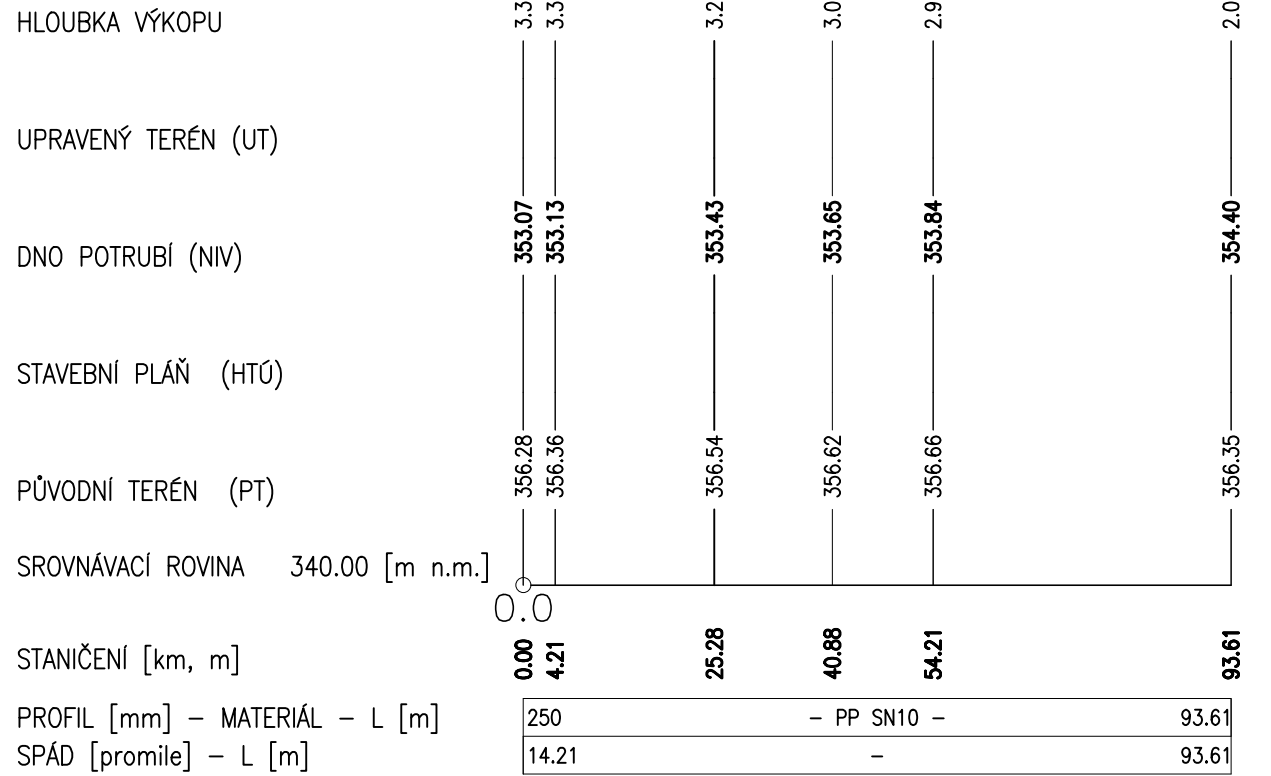 HLOUBKA VÝKOPU 3.3 3.3 3.2 3.0 2.9 2.0
UPRAVENÝ TERÉN (UT)
DNO POTRUBÍ (NIV) 353.07 353.13 353.43 353.65 353.84 354.40
STAVEBNÍ PLÁŇ (HTÚ)
PŮVODNÍ TERÉN (PT) 356.28 356.36 356.54 356.62 356.66 356.35
SROVNÁVACÍ ROVINA 340.00 [m n.m.]
0.0
STANIČENÍ [km, m] 0.00 4.21 25.28 40.88 54.21 93.61
PROFIL [mm] – MATERIÁL – L [m] 250 – PP SN10 – 93.61
SPÁD [promile] – L [m] 14.21 – 93.61